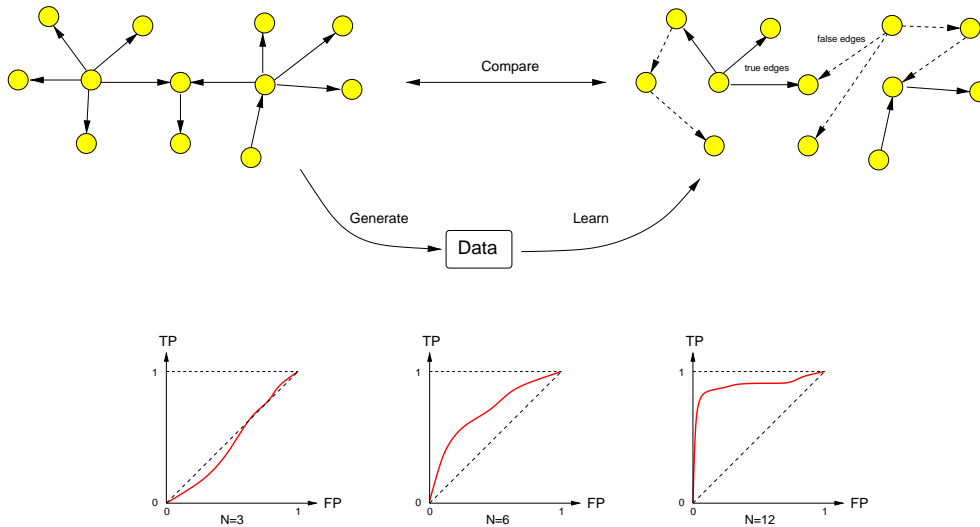 false edges
Compare
true edges
Generate
Learn
Data
TP
TP
TP
1
1
1
0
0
0
0
1
FP
0
1
FP
0
1
FP
N=3
N=6
N=12